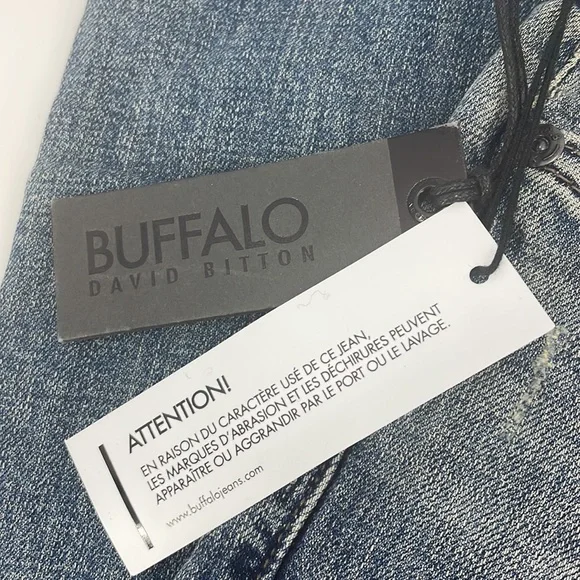 BUFFALO
DAVID BITTON
ATTENTION!
EN RAISON DU CARACTÈRE USÉ DE CE JEAN,
LES MARQUES D'ABRASION ET LES DÉCHIRURES PEUVENT
APPARAÎTRE OU AGGRANDIR PAR LE PORT OU LE LAVAGE.
www.buffalojeans.com